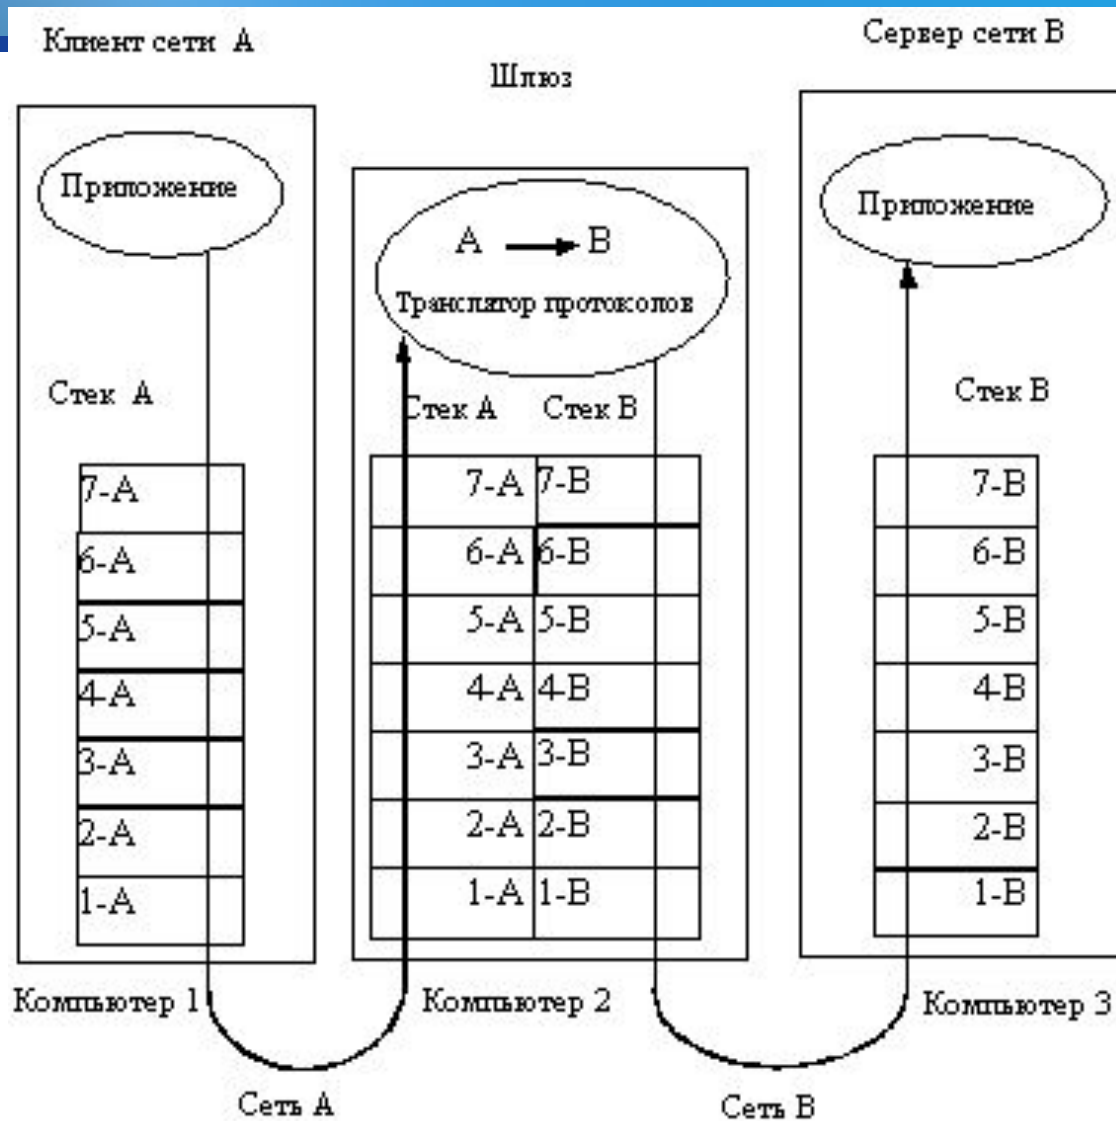 Клиент сети А
Шлюз
Сервер сети В
Приложение
А В
Транслятор протоколов
Приложение
Стек А
Стек А Стек В
Стек В
7-А
6-А
5-А
4-А
3-А
2-А
1-А
7-А 7-В
6-А 6-В
5-А 5-В
4-А 4-В
3-А 3-В
2-А 2-В
1-А 1-В
7-В
6-В
5-В
4-В
3-В
2-В
1-В
Компьютер 1
Компьютер 2
Компьютер 3
Сеть А
Сеть В